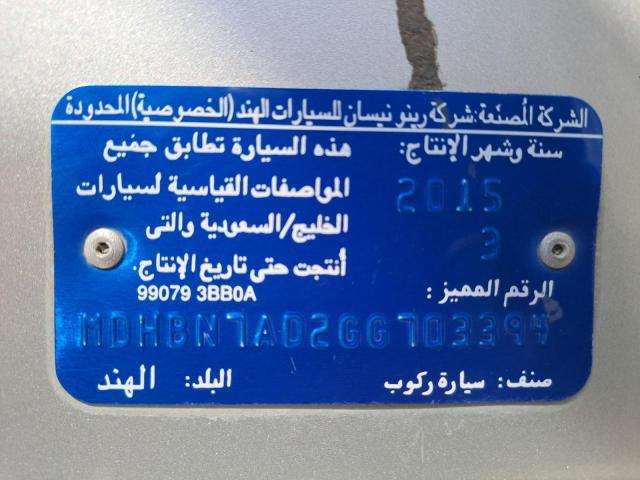 الشركة المُصنّعة: شركة رينو نيسان للسيارات الهند (الخصوصية) المحدودة
سنة وشهر الإنتاج:
2015
3
هذه السيارة تطابق جميع
المواصفات القياسية لسيارات
الخليج/السعودية والتى
أنتجت حتى تاريخ الإنتاج.
الرقم المميز :
99079 3BB0A
MDHBN7AD2GG703394
صنف: سيارة ركوب
البلد: الهند